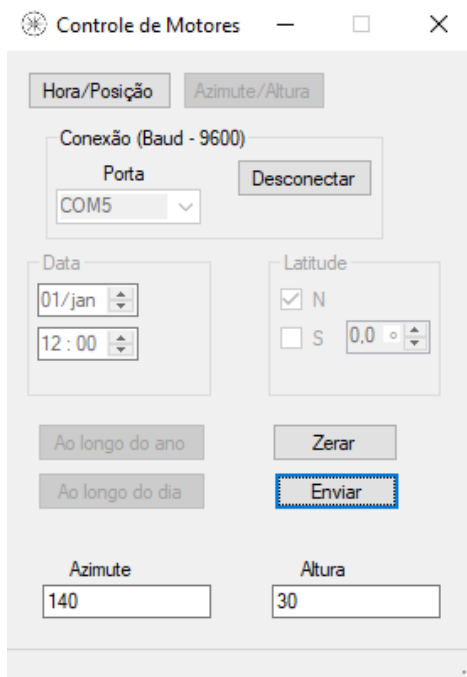 Controle de Motores
Hora/Posição Azimute/Altura
Conexão (Baud - 9600)
Porta
COM5
Desconectar
Data
01/jan
12 : 00
Latitude
N
S 0,0 °
Ao longo do ano Zerar
Ao longo do dia Enviar
Azimute Altura
140 30